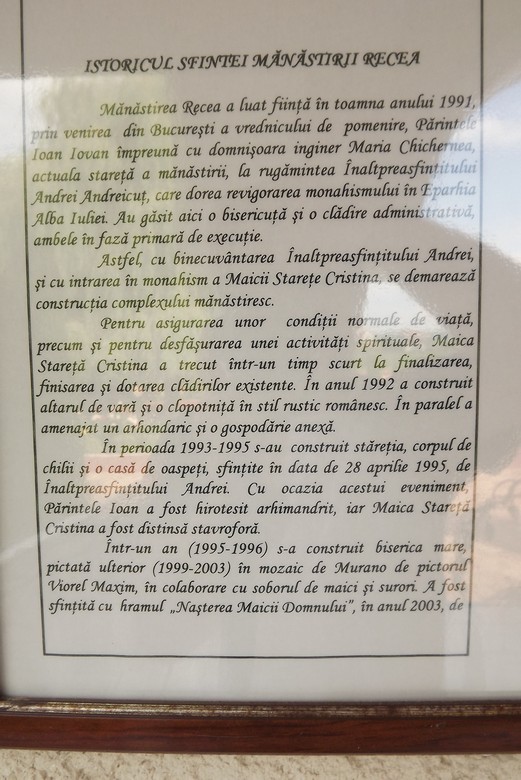 ISTORICUL SFINTEI MĂNĂSTIRII RECEA
Mănăstirea Recea a luat ființă în toamna anului 1991,
prin venirea din București a vrednicului de pomenire, Părintele
Ioan Iovan împreună cu domnișoara inginer Maria Chichernea,
actuala stareță a mănăstirii, la rugămintea Înaltpreasfințitului
Andrei Andreicuț, care dorea revigorarea monahismului în Eparhia
Alba Iuliei. Au găsit aici o bisericuță și o clădire administrativă,
ambele în fază primară de execuție.
Astfel, cu binecuvântarea Înaltpreasfințitului Andrei,
și cu intrarea în monahism a Maicii Starețe Cristina, se demarează
construcția complexului mănăstiresc.
Pentru asigurarea unor condiții normale de viață,
precum și pentru desfășurarea unei activități spirituale, Maica
Stareță Cristina a trecut într-un timp scurt la finalizarea,
finisarea și dotarea clădirilor existente. În anul 1992 a construit
altarul de vară și o clopotniță în stil rustic românesc. În paralel a
amenajat un arhondaric și o gospodărie anexă.
În perioada 1993-1995 s-au construit stăreția, corpul de
chilii și o casă de oaspeți, sfințite în data de 28 aprilie 1995, de
Înaltpreasfințitului Andrei. Cu ocazia acestui eveniment,
Părintele Ioan a fost hirotesit arhimandrit, iar Maica Stareță
Cristina a fost distinsă stavroforă.
Într-un an (1995-1996) s-a construit biserica mare,
pictată ulterior (1999-2003) în mozaic de Murano de pictorul
Viorel Maxim, în colaborare cu soborul de maici și surori. A fost
sfințită cu hramul „Nașterea Maicii Domnului”, în anul 2003, de